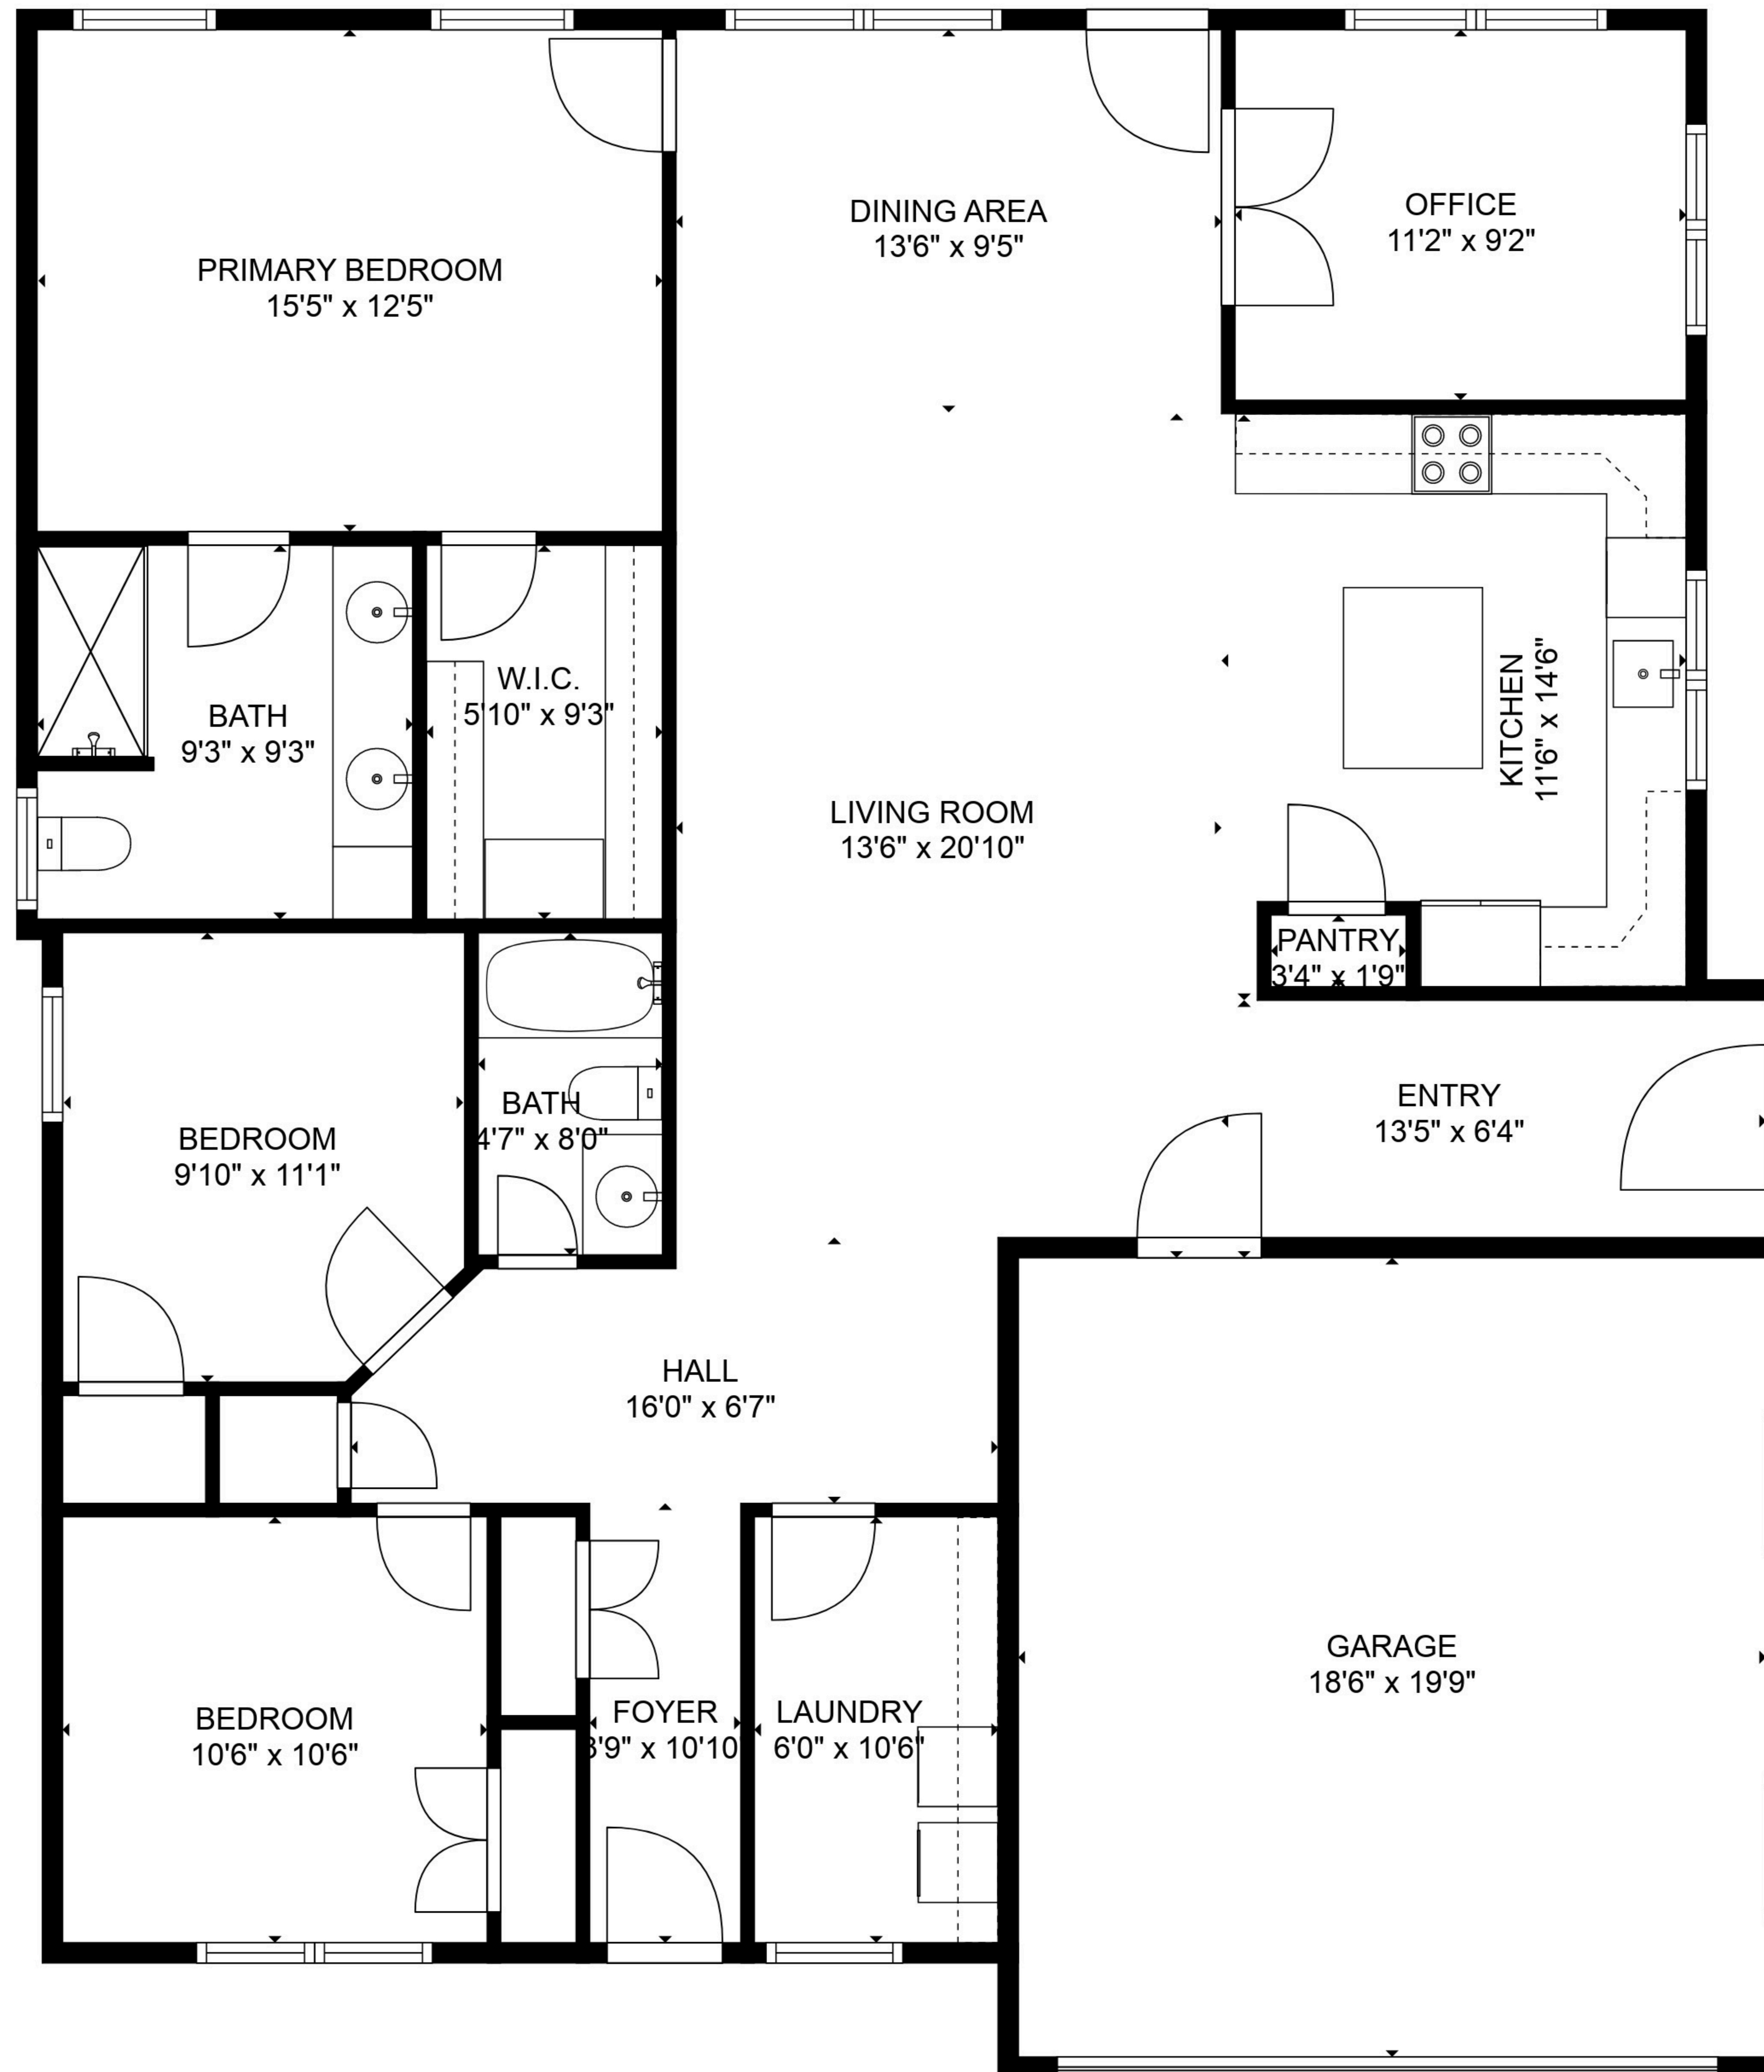 PRIMARY BEDROOM
15'5" x 12'5"
DINING AREA
13'6" x 9'5"
OFFICE
11'2" x 9'2"
BATH
9'3" x 9'3"
W.I.C.
5'10" x 9'3"
KITCHEN
11'6" x 14'6"
LIVING ROOM
13'6" x 20'10"
PANTRY
3'4" x 1'9"
BEDROOM
9'10" x 11'1"
BATH
4'7" x 8'0"
ENTRY
13'5" x 6'4"
HALL
16'0" x 6'7"
BEDROOM
10'6" x 10'6"
FOYER
3'9" x 10'10
LAUNDRY
6'0" x 10'6"
GARAGE
18'6" x 19'9"